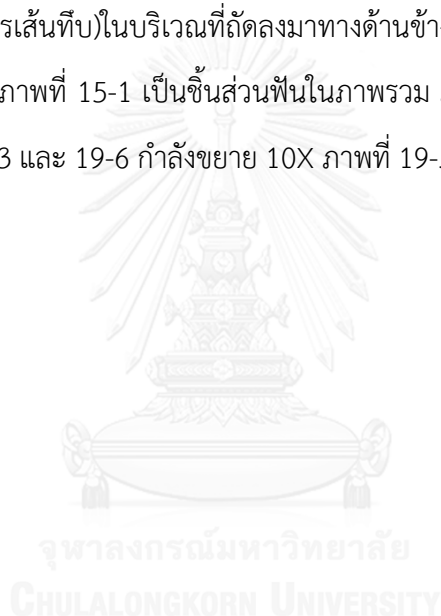 รเส้นทึบ)ในบริเวณที่ถัดลงมาทางด้านข้า
ภาพที่ 15-1 เป็นชิ้นส่วนฟันในภาพรวม
3 และ 19-6 กำลังขยาย 10X ภาพที่ 19-
จุฬาลงกรณ์มหาวิทยาลัย
CHULALONGKORN UNIVERSITY